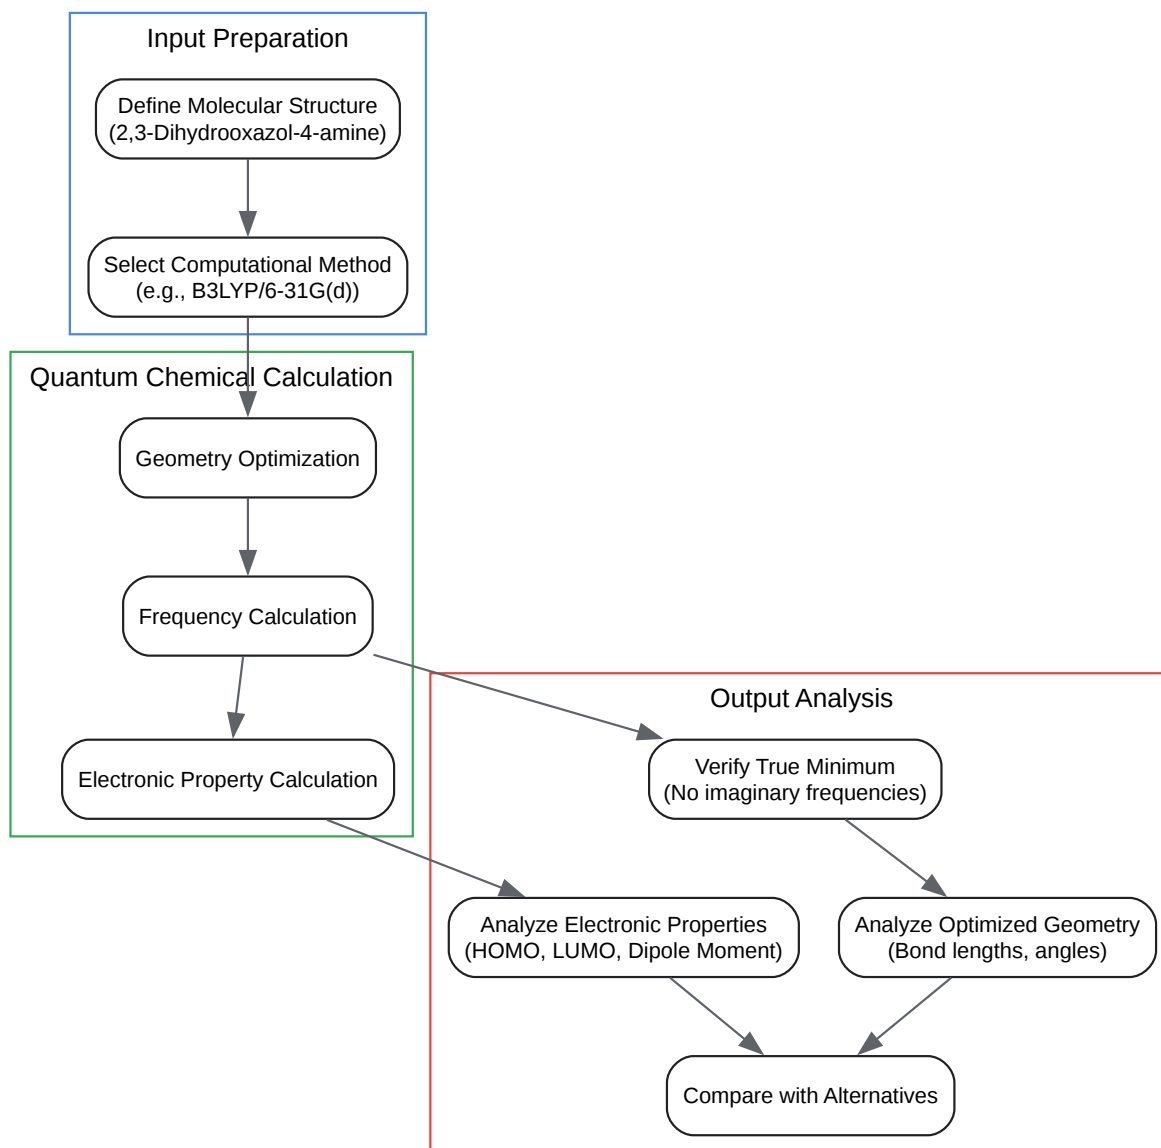 Input Preparation
Define Molecular Structure
(2,3-Dihydrooxazol-4-amine)
Select Computational Method
(e.g., B3LYP/6-31G(d))
Quantum Chemical Calculation
Geometry Optimization
Frequency Calculation
Electronic Property Calculation
Output Analysis
Verify True Minimum
(No imaginary frequencies)
Analyze Electronic Properties
(HOMO, LUMO, Dipole Moment)
Analyze Optimized Geometry
(Bond lengths, angles)
Compare with Alternatives